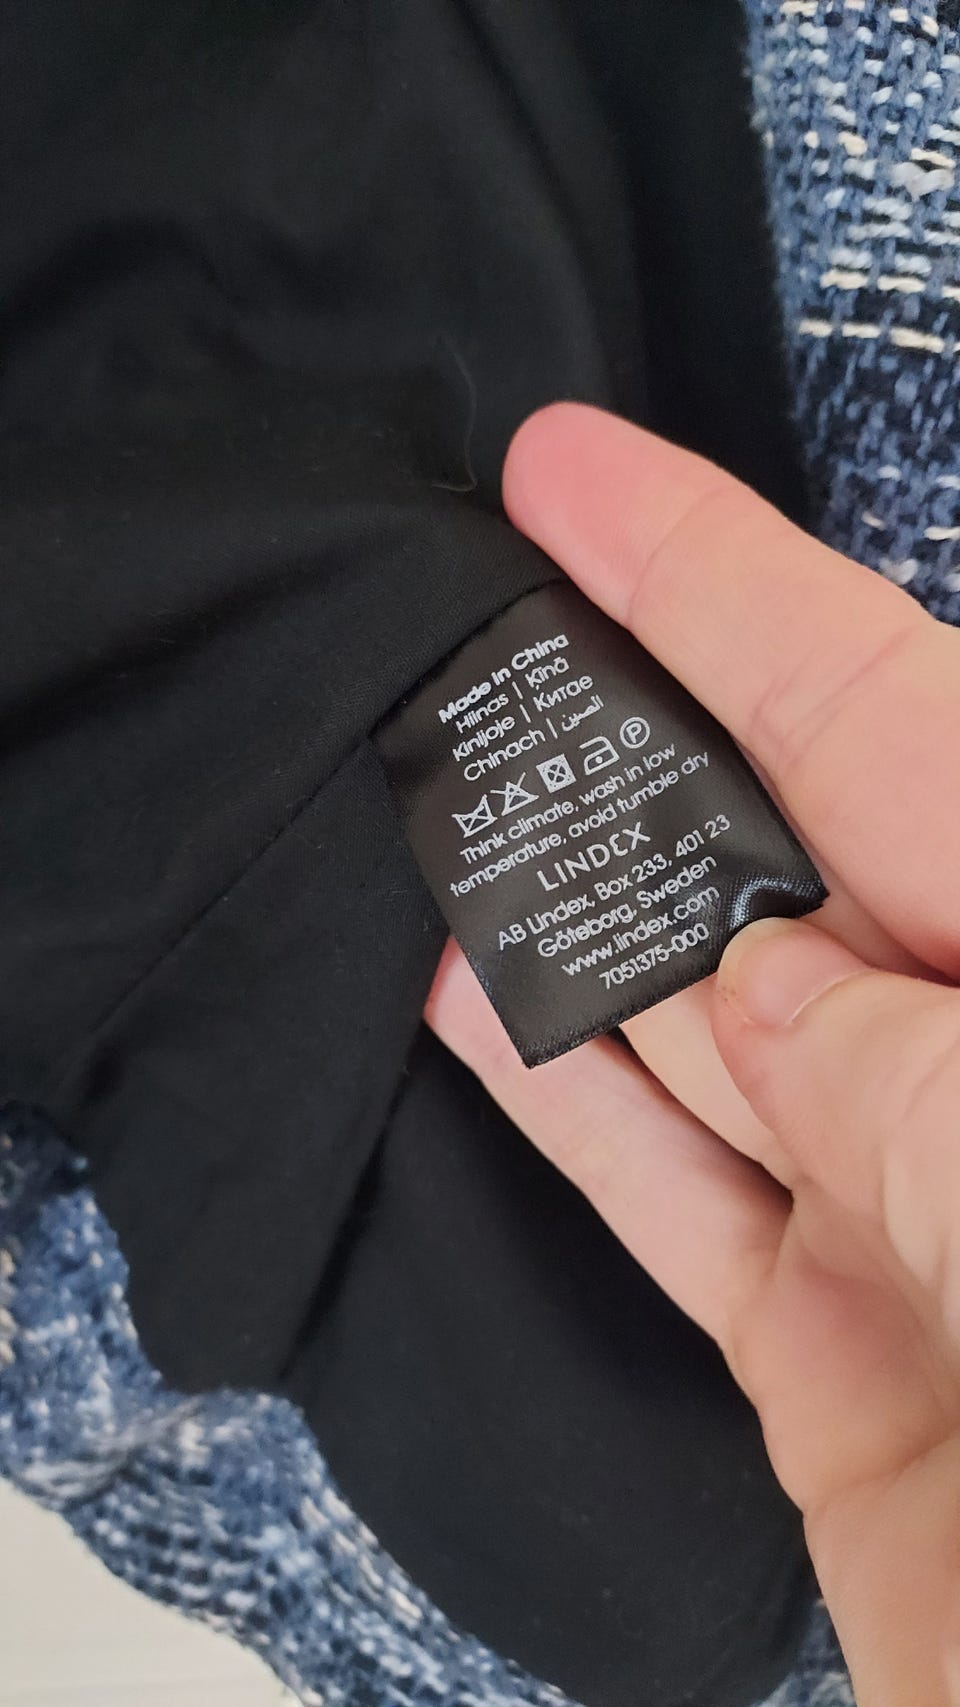 Made in China
Hiinas | Ķīnā
Kinijoje | Китае
Chinach | الصين
P
Think climate, wash in low
temperature, avoid tumble dry
LINDEX
AB Lindex, Box 233, 401 23
Göteborg, Sweden
www.lindex.com
7051375-000